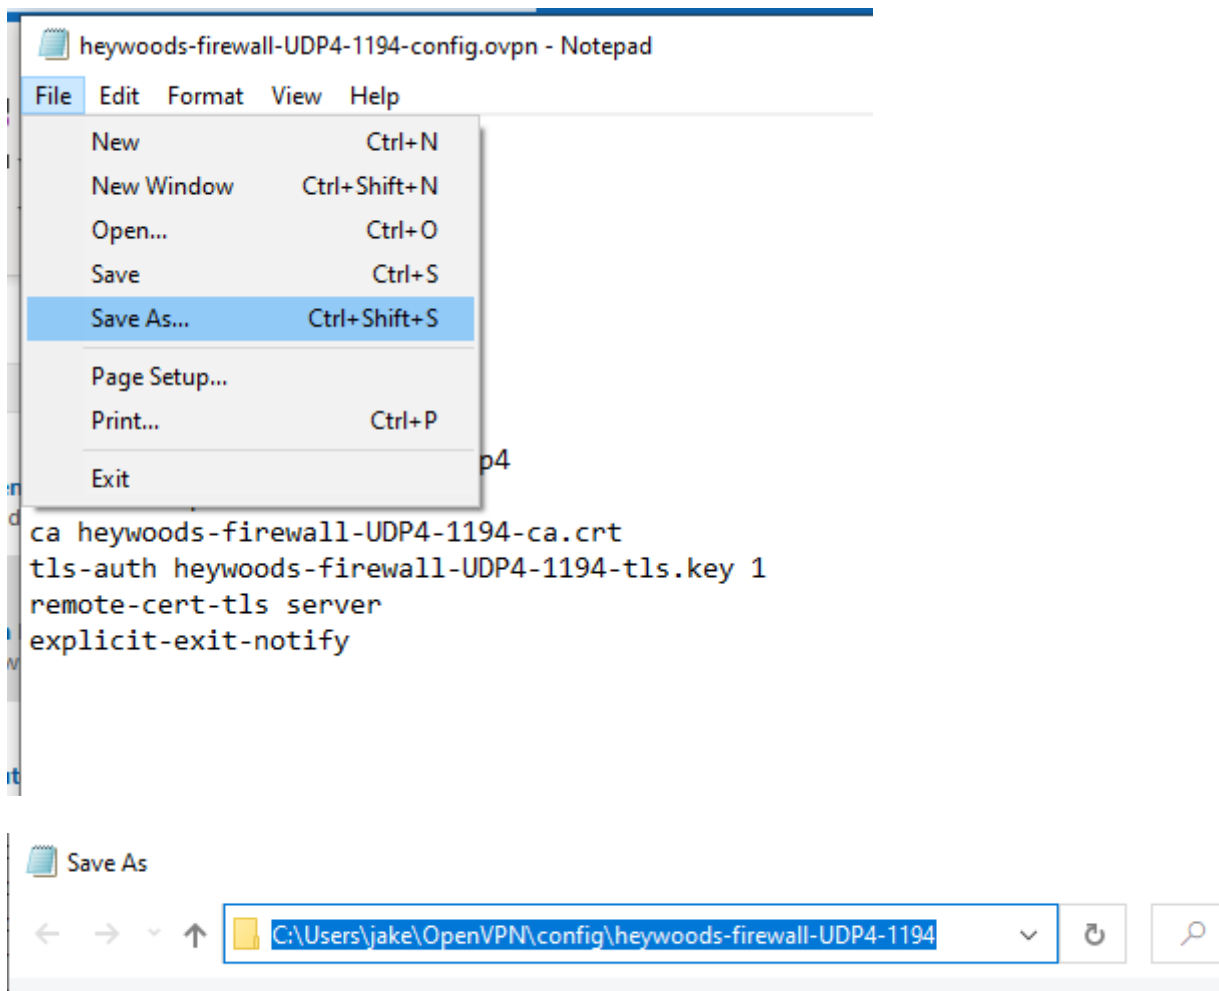 heywoods-firewall-UDP4-1194-config.ovpn - Notepad
File Edit Format View Help
New Ctrl+N
New Window Ctrl+Shift+N
Open... Ctrl+O
Save Ctrl+S
Save As... Ctrl+Shift+S
Page Setup...
Print... Ctrl+P
Exit
p4
ca heywoods-firewall-UDP4-1194-ca.crt
tls-auth heywoods-firewall-UDP4-1194-tls.key 1
remote-cert-tls server
explicit-exit-notify
Save As
C:\Users\jake\OpenVPN\config\heywoods-firewall-UDP4-1194